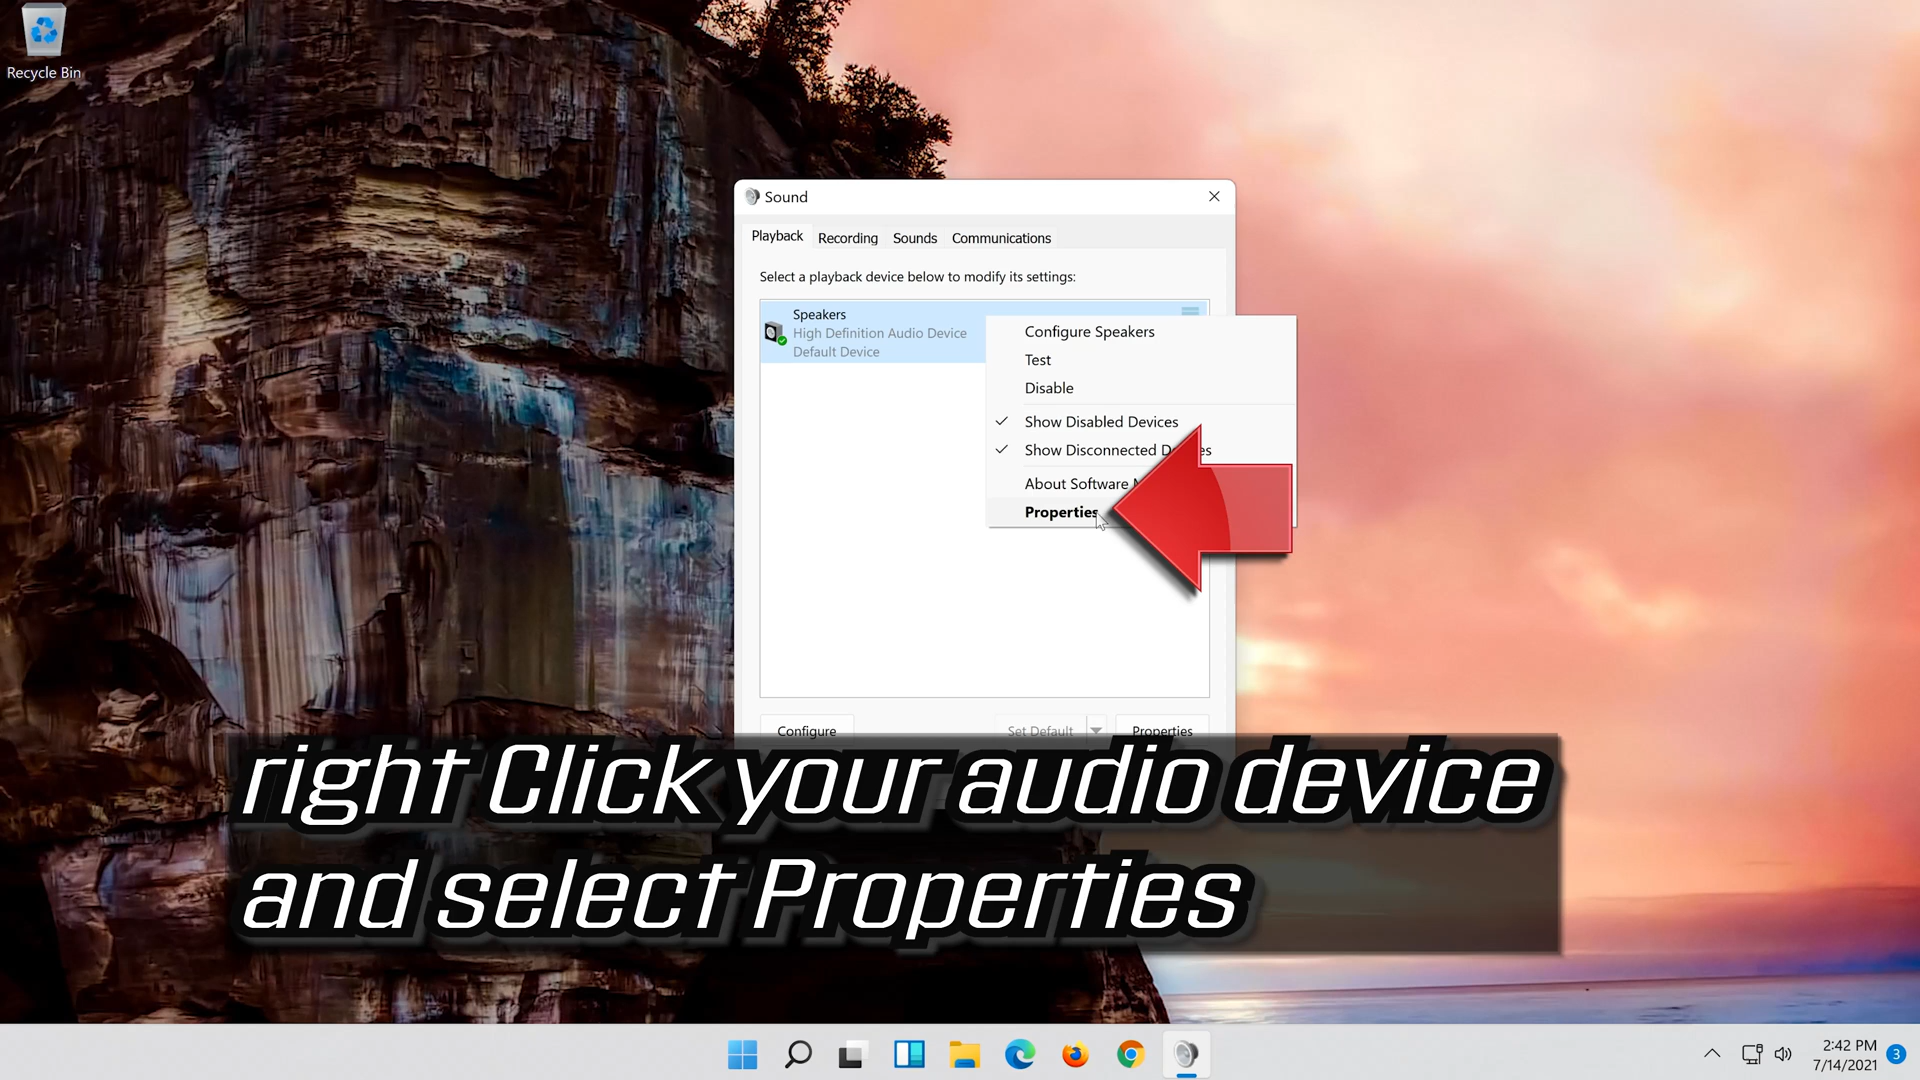 Recycle Bin
Sound
Playback Recording Sounds Communications
Select a playback device below to modify its settings:
Speakers
High Definition Audio Device
Default Device
Configure Speakers
Test
Disable
Show Disabled Devices
Show Disconnected
About Software
Properties
Configure Set Default Properties
right Click your audio device
and select Properties
2:42 PM
7/14/2021
3